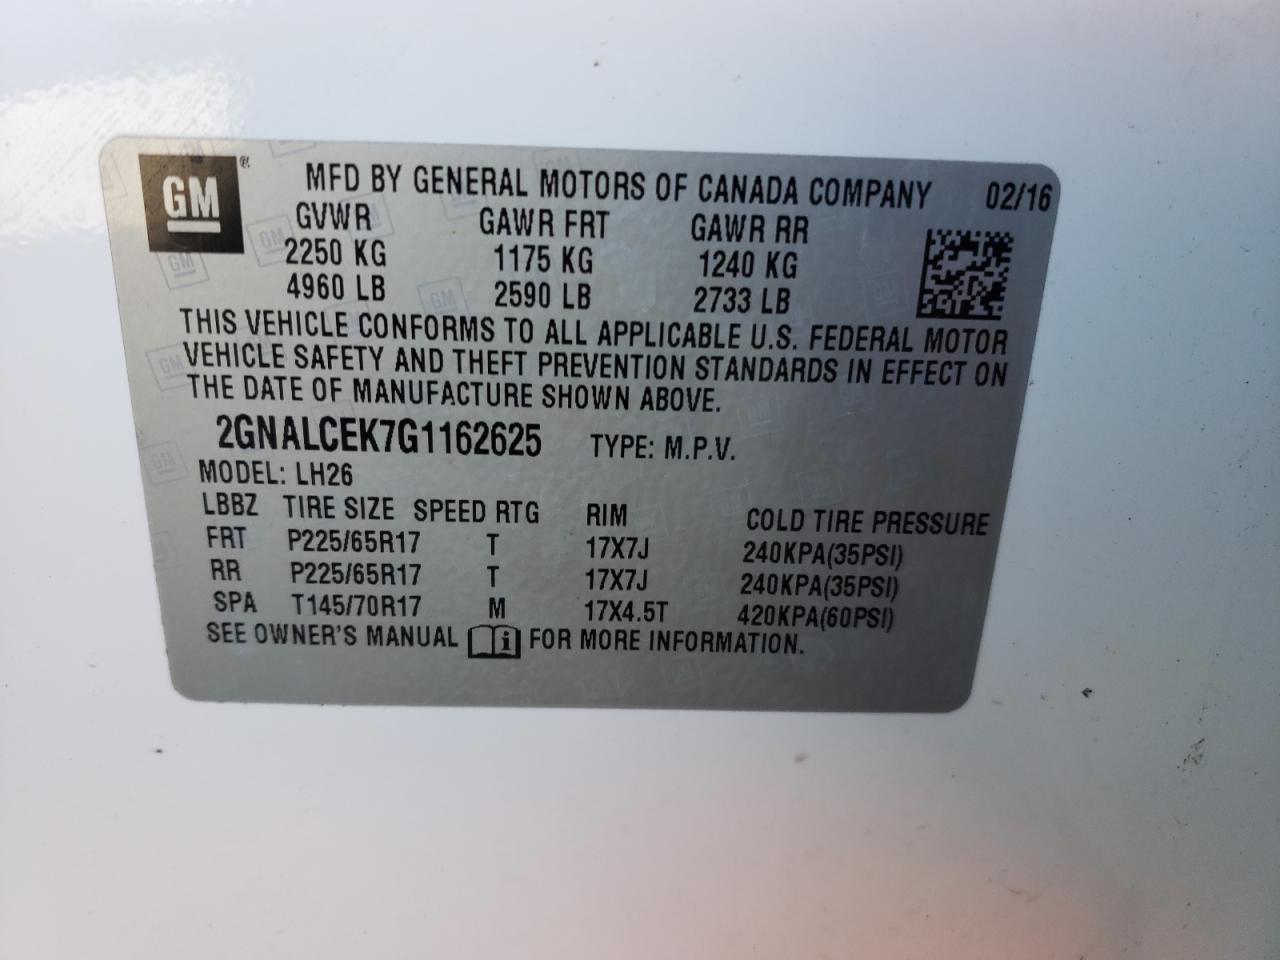 GM ® MFD BY GENERAL MOTORS OF CANADA COMPANY 02/16
GVWR GAWR FRT GAWR RR
2250 KG 1175 KG 1240 KG
4960 LB 2590 LB 2733 LB
THIS VEHICLE CONFORMS TO ALL APPLICABLE U.S. FEDERAL MOTOR
VEHICLE SAFETY AND THEFT PREVENTION STANDARDS IN EFFECT ON
THE DATE OF MANUFACTURE SHOWN ABOVE.
2GNALCEK7G1162625 TYPE: M.P.V.
MODEL: LH26
LBBZ TIRE SIZE SPEED RTG RIM COLD TIRE PRESSURE
FRT P225/65R17 T 17X7J 240KPA(35PSI)
RR P225/65R17 T 17X7J 240KPA(35PSI)
SPA T145/70R17 M 17X4.5T 420KPA(60PSI)
SEE OWNER'S MANUAL i FOR MORE INFORMATION.